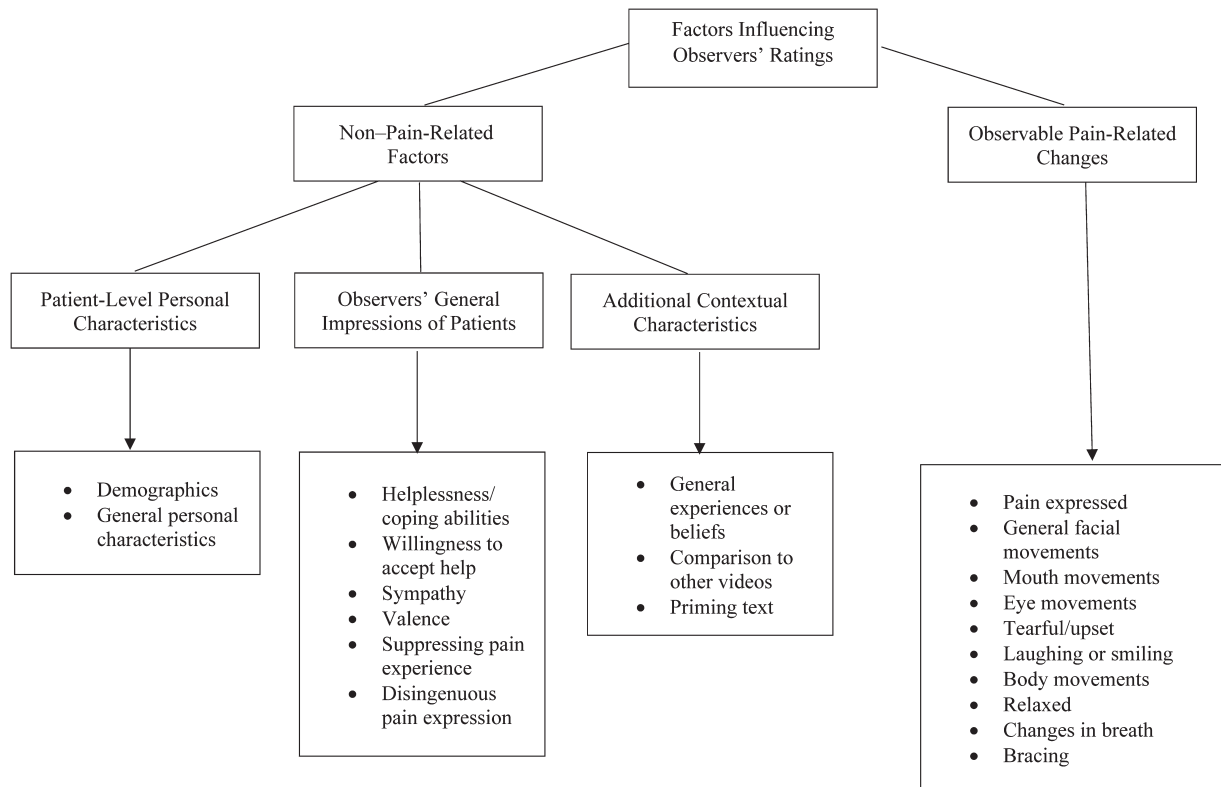 Factors Influencing
Observers’ Ratings
Non–Pain-Related
Factors
Observable Pain-Related
Changes
Patient-Level Personal
Characteristics
Observers’ General
Impressions of Patients
Additional Contextual
Characteristics
• Demographics
• General personal
characteristics
• Helplessness/
coping abilities
• Willingness to
accept help
• Sympathy
• Valence
• Suppressing pain
experience
• Disingenuous
pain expression
• General
experiences or
beliefs
• Comparison to
other videos
• Priming text
• Pain expressed
• General facial
movements
• Mouth movements
• Eye movements
• Tearful/upset
• Laughing or smiling
• Body movements
• Relaxed
• Changes in breath
• Bracing